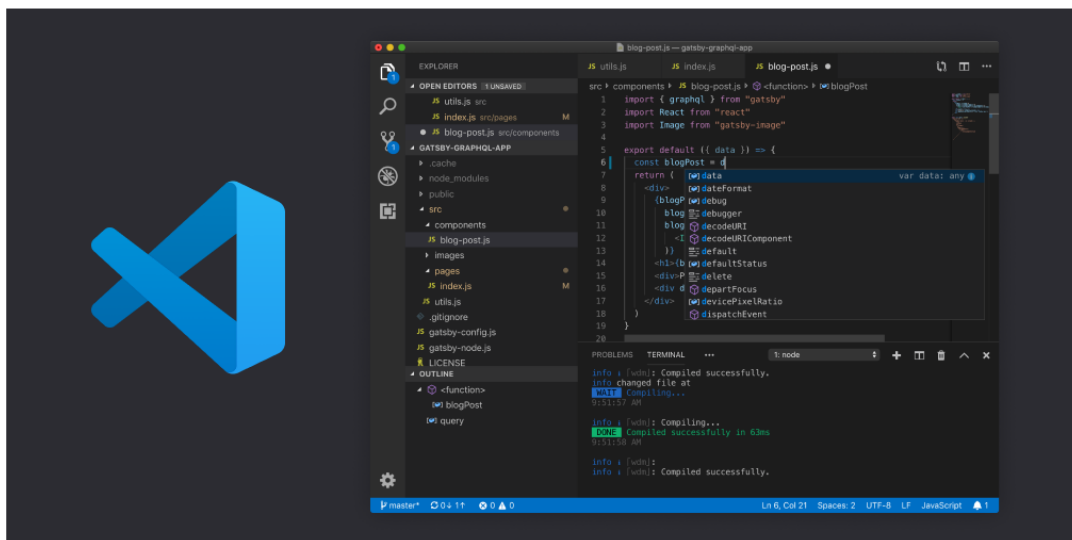 blog-post.js — gatsby-graphql-app
EXPLORER
OPEN EDITORS 1 UNSAVED
JS utils.js src
JS index.js src/pages M
JS blog-post.js src/components
GATSBY-GRAPHQL-APP
.cache
node_modules
public
src
components
JS blog-post.js
images
pages
JS index.js M
JS utils.js
.gitignore
JS gatsby-config.js
JS gatsby-node.js
LICENSE
OUTLINE
<function>
blogPost
query
JS utils.js JS index.js JS blog-post.js
src components JS blog-post.js <function> blogPost
1 import { graphql } from "gatsby"
2 import React from "react"
3 import Image from "gatsby-image"
4
5 export default ({ data }) => {
6 const blogPost = d
7 return (
8 <div>
9 {blogP
10 blog
11 blog
12 <I
13 )}
14 <h1>{b
15 <div>P
16 <div d
17 </div>
18 )
19 }
20
data var data: any
dateFormat
debug
debugger
decodeURI
decodeURIComponent
default
defaultStatus
delete
departFocus
devicePixelRatio
dispatchEvent
PROBLEMS TERMINAL ••• 1: node
info ｢wdm｣: Compiled successfully.
info changed file at
WAIT Compiling...
9:51:57 AM
info ｢wdm｣: Compiling...
DONE Compiled successfully in 63ms
9:51:58 AM
info ｢wdm｣:
info ｢wdm｣: Compiled successfully.
master* 0↓ 1↑ 0 0 Ln 6, Col 21 Spaces: 2 UTF-8 LF JavaScript 1